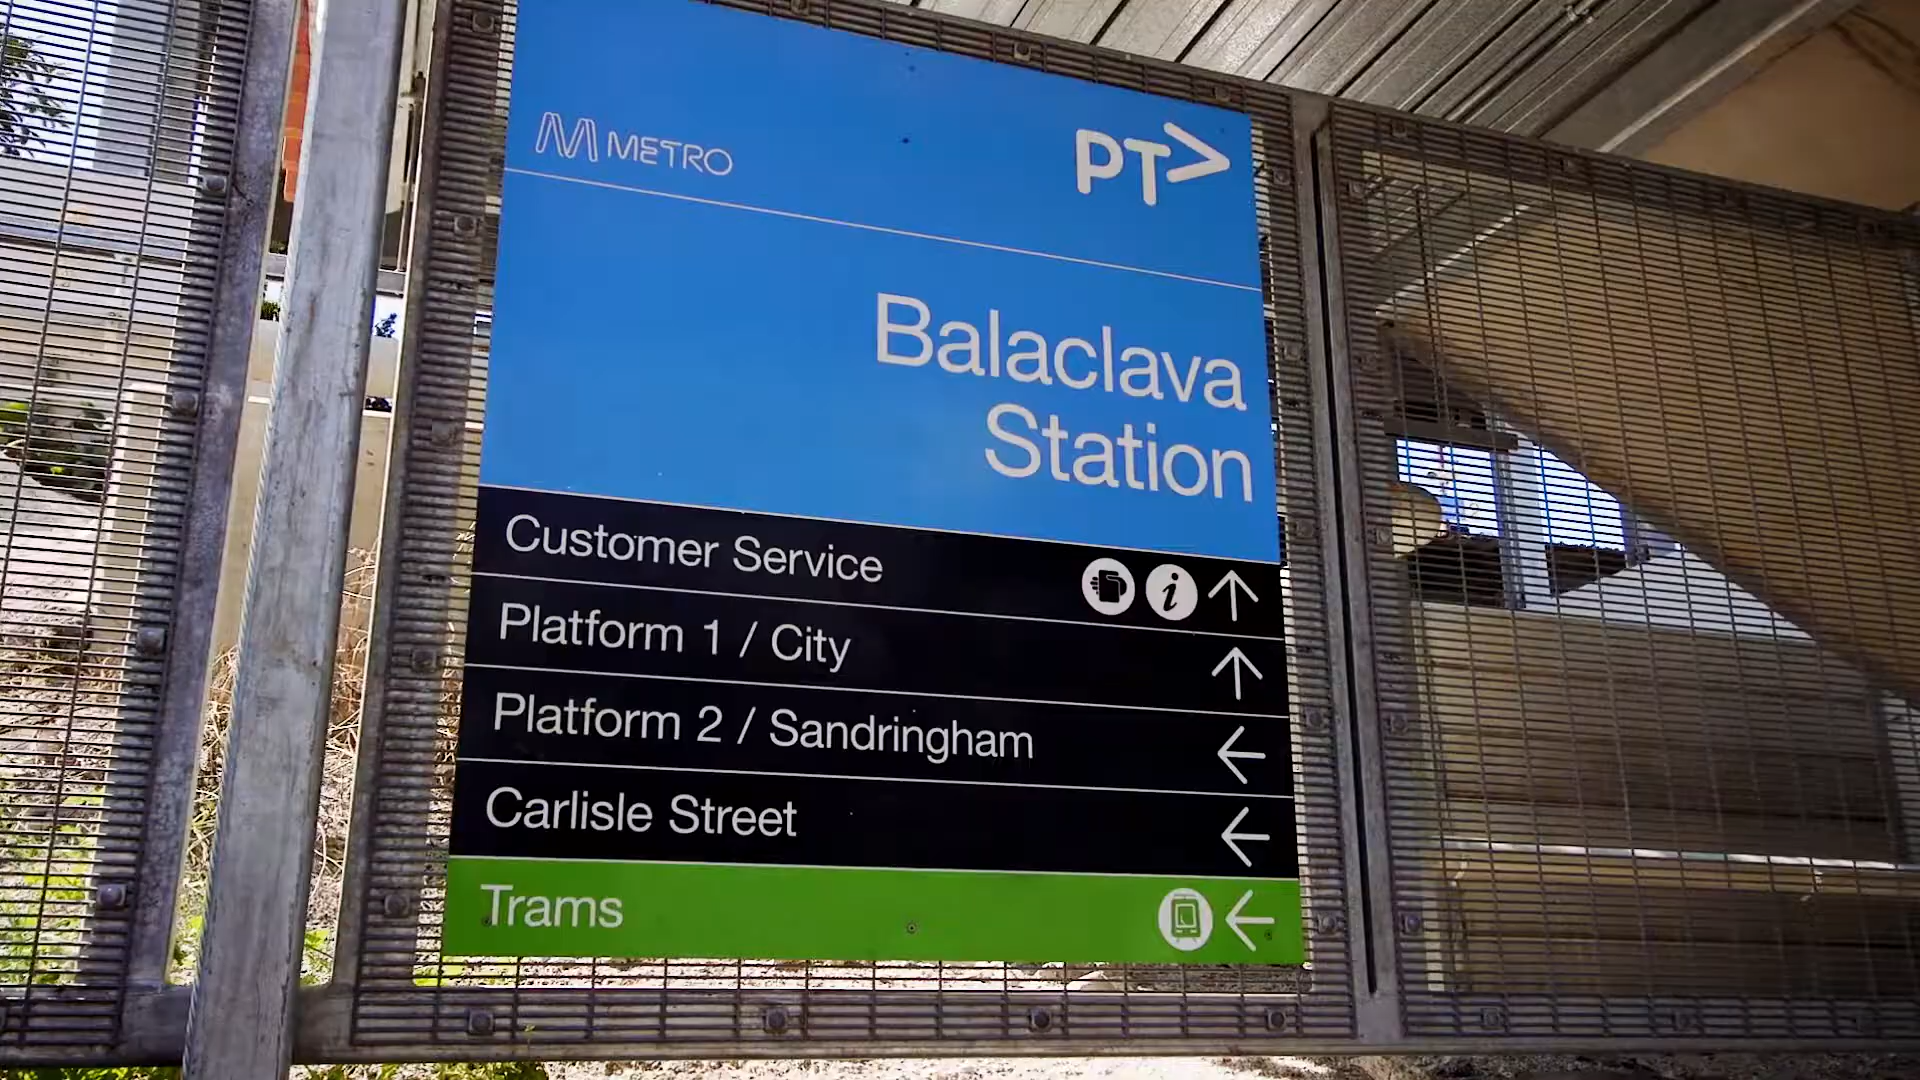 METRO
PT>
Balaclava
Station
Customer Service
Platform 1 / City
Platform 2 / Sandringham
Carlisle Street
Trams